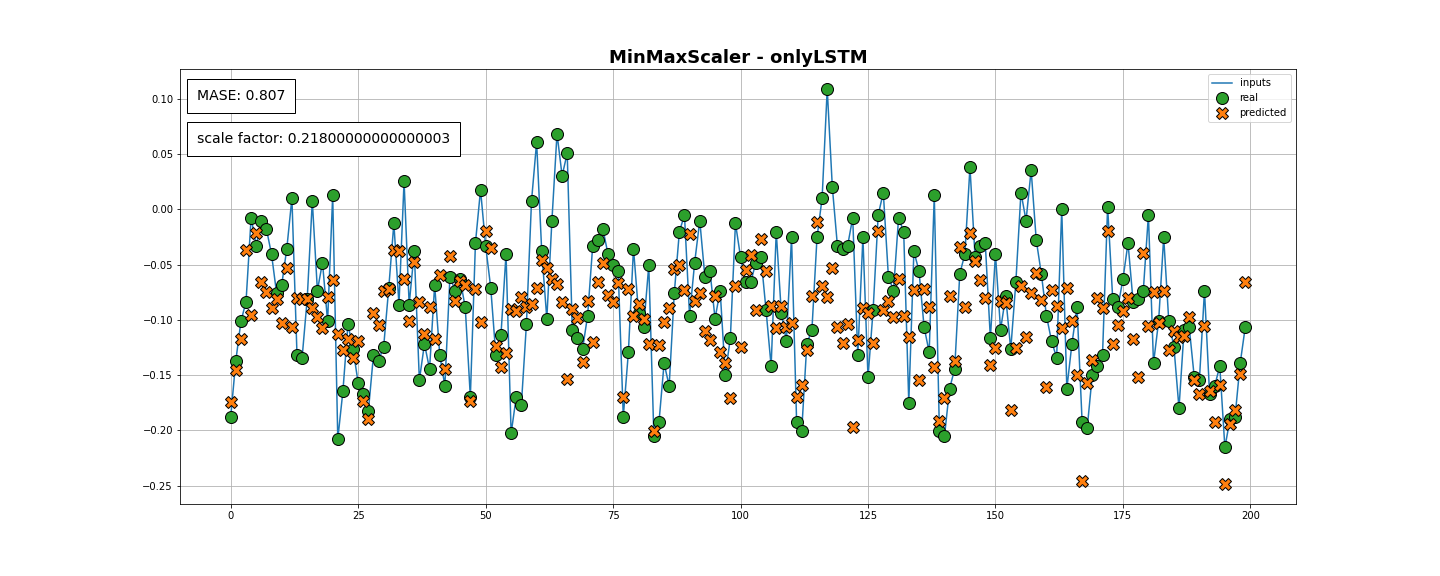 MinMaxScaler - onlyLSTM
MASE: 0.807
scale factor: 0.21800000000000003
inputs
real
predicted
0.10
0.05
0.00
−0.05
−0.10
−0.15
−0.20
−0.25
0 25 50 75 100 125 150 175 200